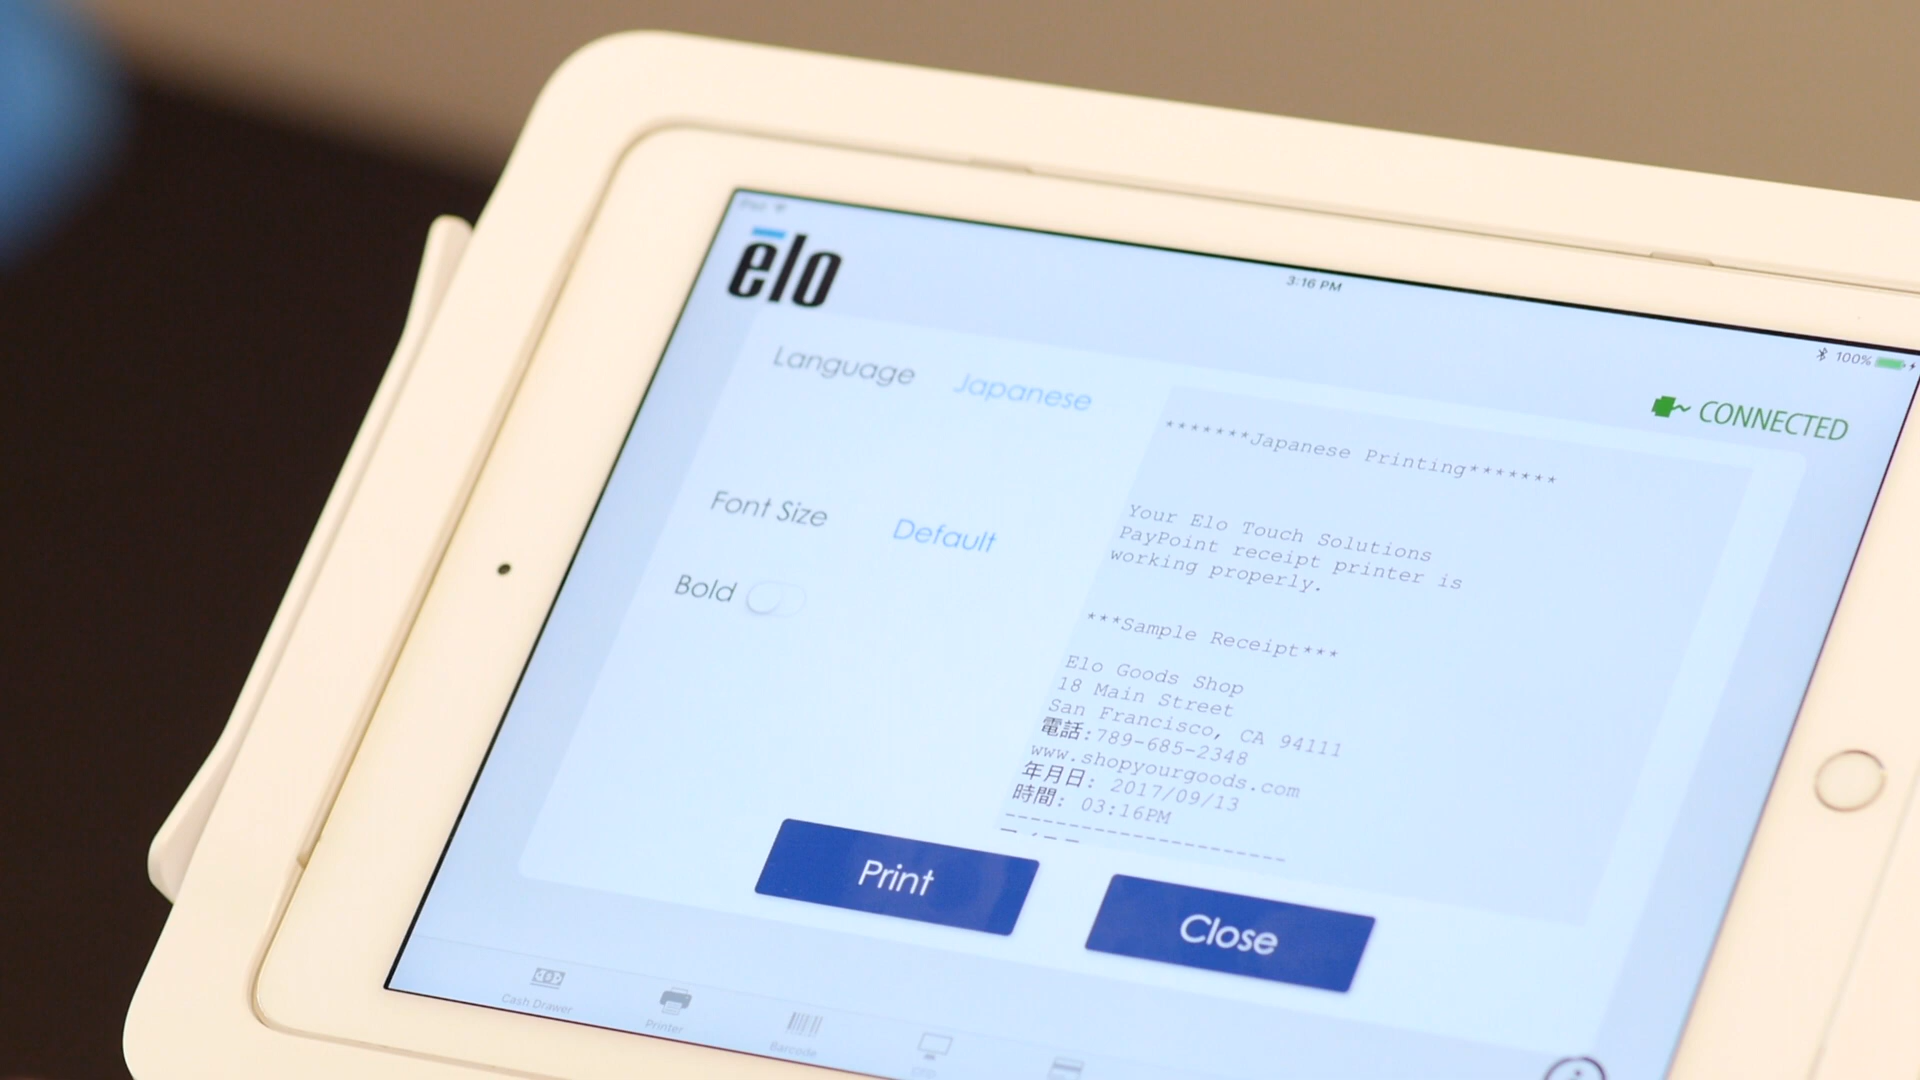 iPad
elo
3:16 PM
100%
CONNECTED
Language Japanese
Font Size Default
Bold
*******Japanese Printing*******
Your Elo Touch Solutions
PayPoint receipt printer is
working properly.
***Sample Receipt***
Elo Goods Shop
18 Main Street
San Francisco, CA 94111
電話:789-685-2348
www.shopyourgoods.com
年月日: 2017/09/13
時間: 03:16PM
-----------------------
Print
Close
Cash Drawer
Printer
Barcode